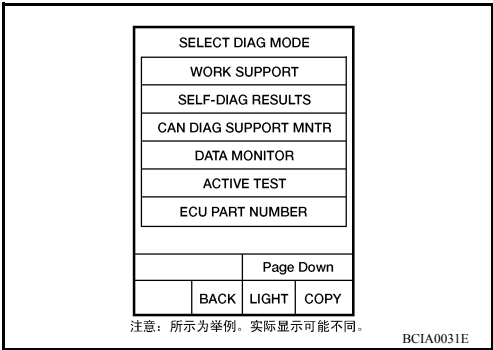 SELECT DIAG MODE
WORK SUPPORT
SELF-DIAG RESULTS
CAN DIAG SUPPORT MNTR
DATA MONITOR
ACTIVE TEST
ECU PART NUMBER
Page Down
BACK LIGHT COPY
注意：所示为举例。实际显示可能不同。
BCIA0031E